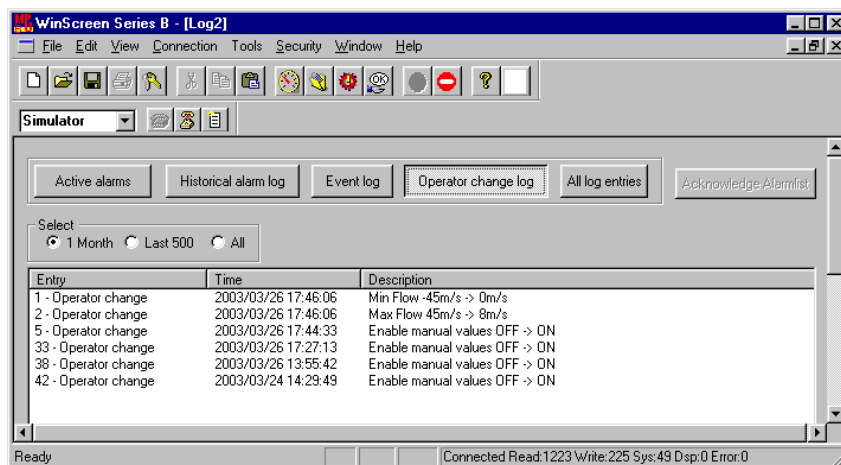 WinScreen Series B - [Log2]
File Edit View Connection Tools Security Window Help
OK
Simulator
Active alarms Historical alarm log Event log Operator change log All log entries Acknowledge Alarmlist
Select
1 Month Last 500 All
Entry Time Description
1 - Operator change 2003/03/26 17:46:06 Min Flow -45m/s -> 0m/s
2 - Operator change 2003/03/26 17:46:06 Max Flow 45m/s -> 8m/s
5 - Operator change 2003/03/26 17:44:33 Enable manual values OFF -> ON
33 - Operator change 2003/03/26 17:27:13 Enable manual values OFF -> ON
38 - Operator change 2003/03/26 13:55:42 Enable manual values OFF -> ON
42 - Operator change 2003/03/24 14:29:49 Enable manual values OFF -> ON
Ready Connected Read:1223 Write:225 Sys:49 Dsp:0 Error:0